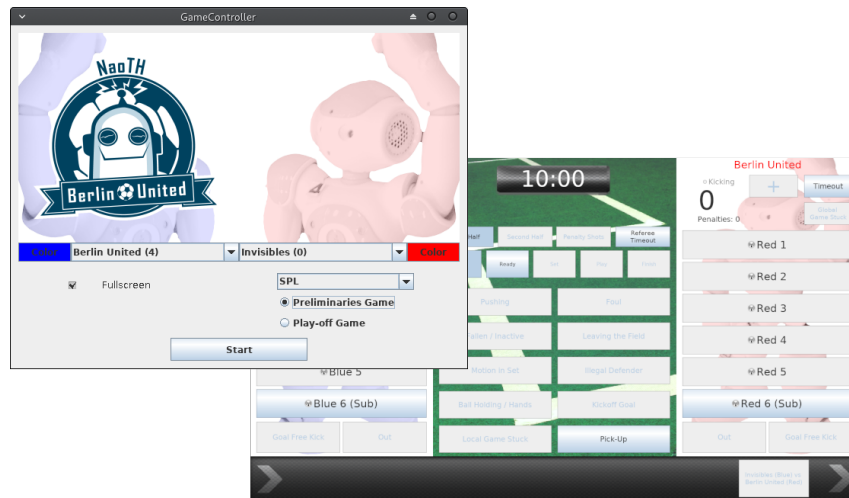 GameController
NaoTH
Berlin United
Color
Berlin United (4)
Invisibles (0)
Color
Fullscreen
SPL
Preliminaries Game
Play-off Game
Start
10:00
Half
Second Half
Penalty Shots
Referee
Timeout
Ready
Set
Play
Finish
Pushing
Foul
Fallen / Inactive
Leaving the Field
Motion in Set
Illegal Defender
Ball Holding / Hands
Kickoff Goal
Local Game Stuck
Pick-Up
Blue 5
Blue 6 (Sub)
Goal Free Kick
Out
Berlin United
Kicking
0
+
Timeout
Penalties: 0
Global
Game Stuck
Red 1
Red 2
Red 3
Red 4
Red 5
Red 6 (Sub)
Out
Goal Free Kick
Invisibles (Blue) vs
Berlin United (Red)